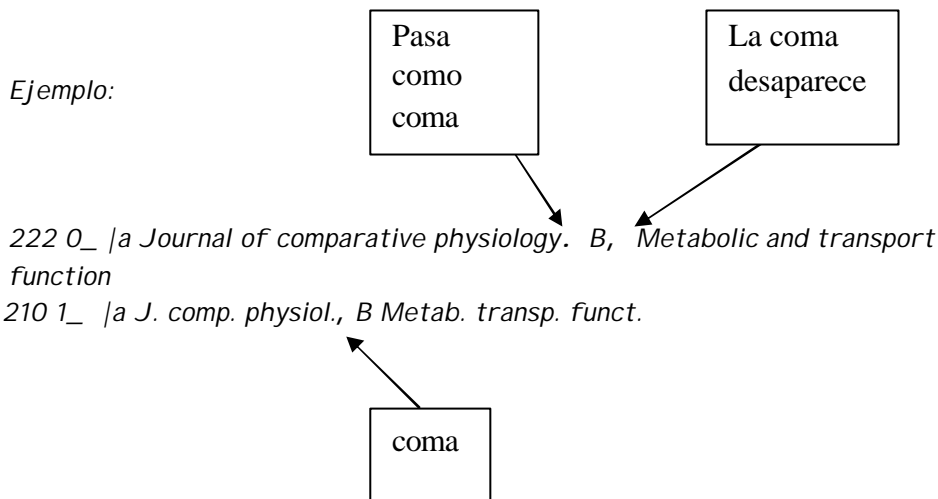 Pasa
como
coma
La coma
desaparece
Ejemplo:
222 0_ |a Journal of comparative physiology. B, Metabolic and transport
function
210 1_ |a J. comp. physiol., B Metab. transp. funct.
coma